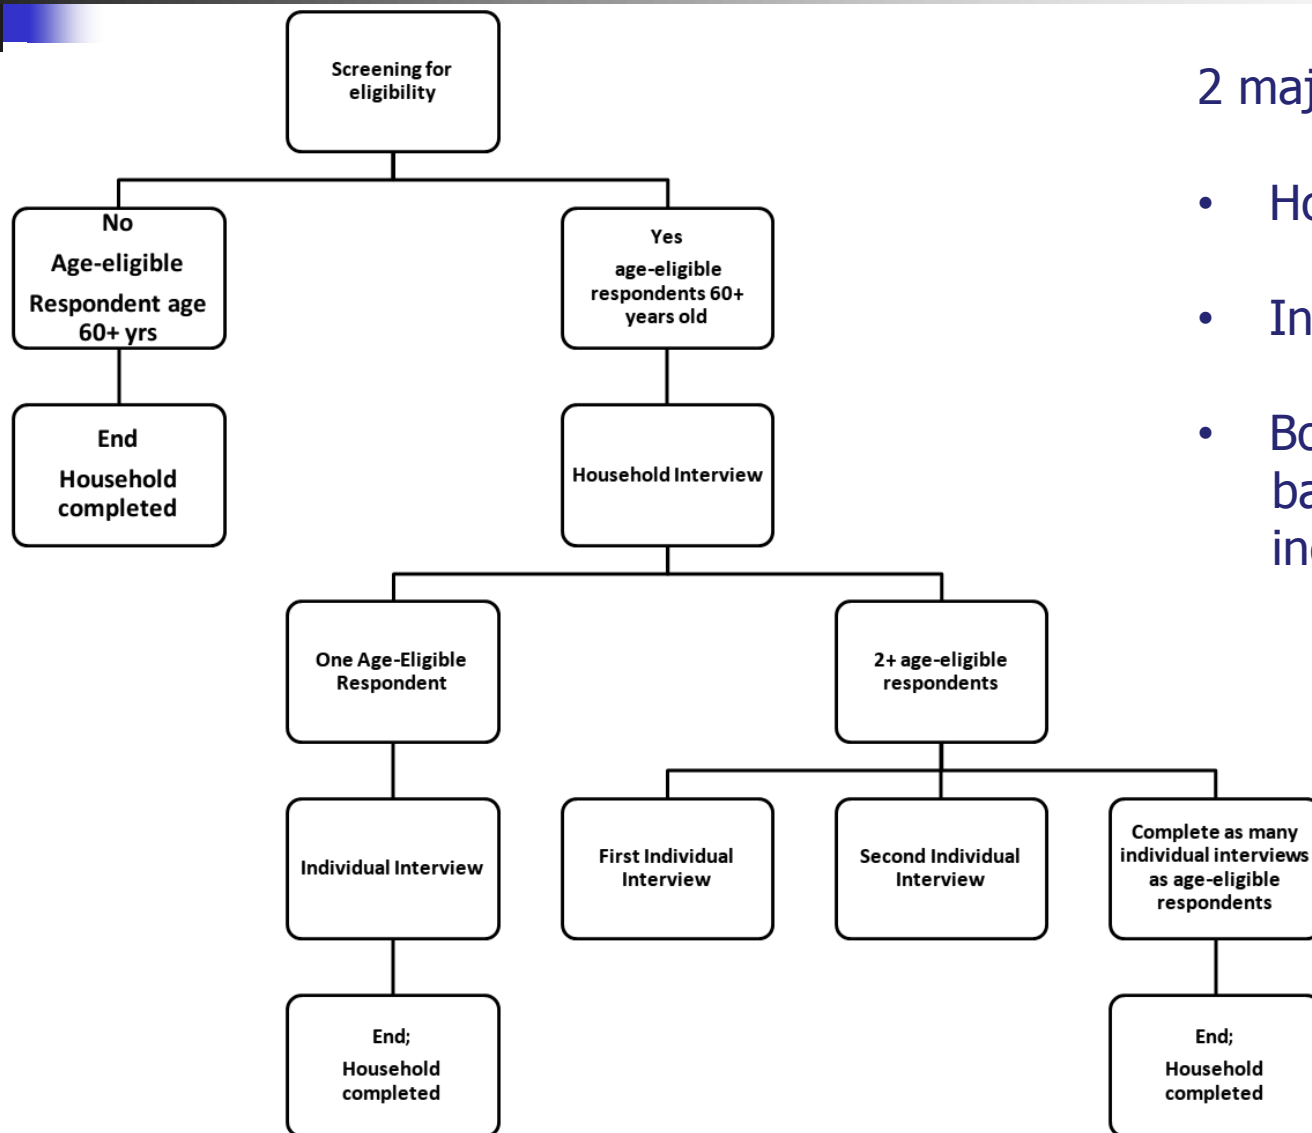 Screening for
eligibility
No
Age-eligible
Respondent age
60+ yrs
Yes
age-eligible
respondents 60+
years old
End
Household
completed
Household Interview
One Age-Eligible
Respondent
2+ age-eligible
respondents
Individual Interview
First Individual
Interview
Second Individual
Interview
Complete as many
individual interviews
as age-eligible
respondents
End;
Household
completed
End;
Household
completed
2
•
•
•